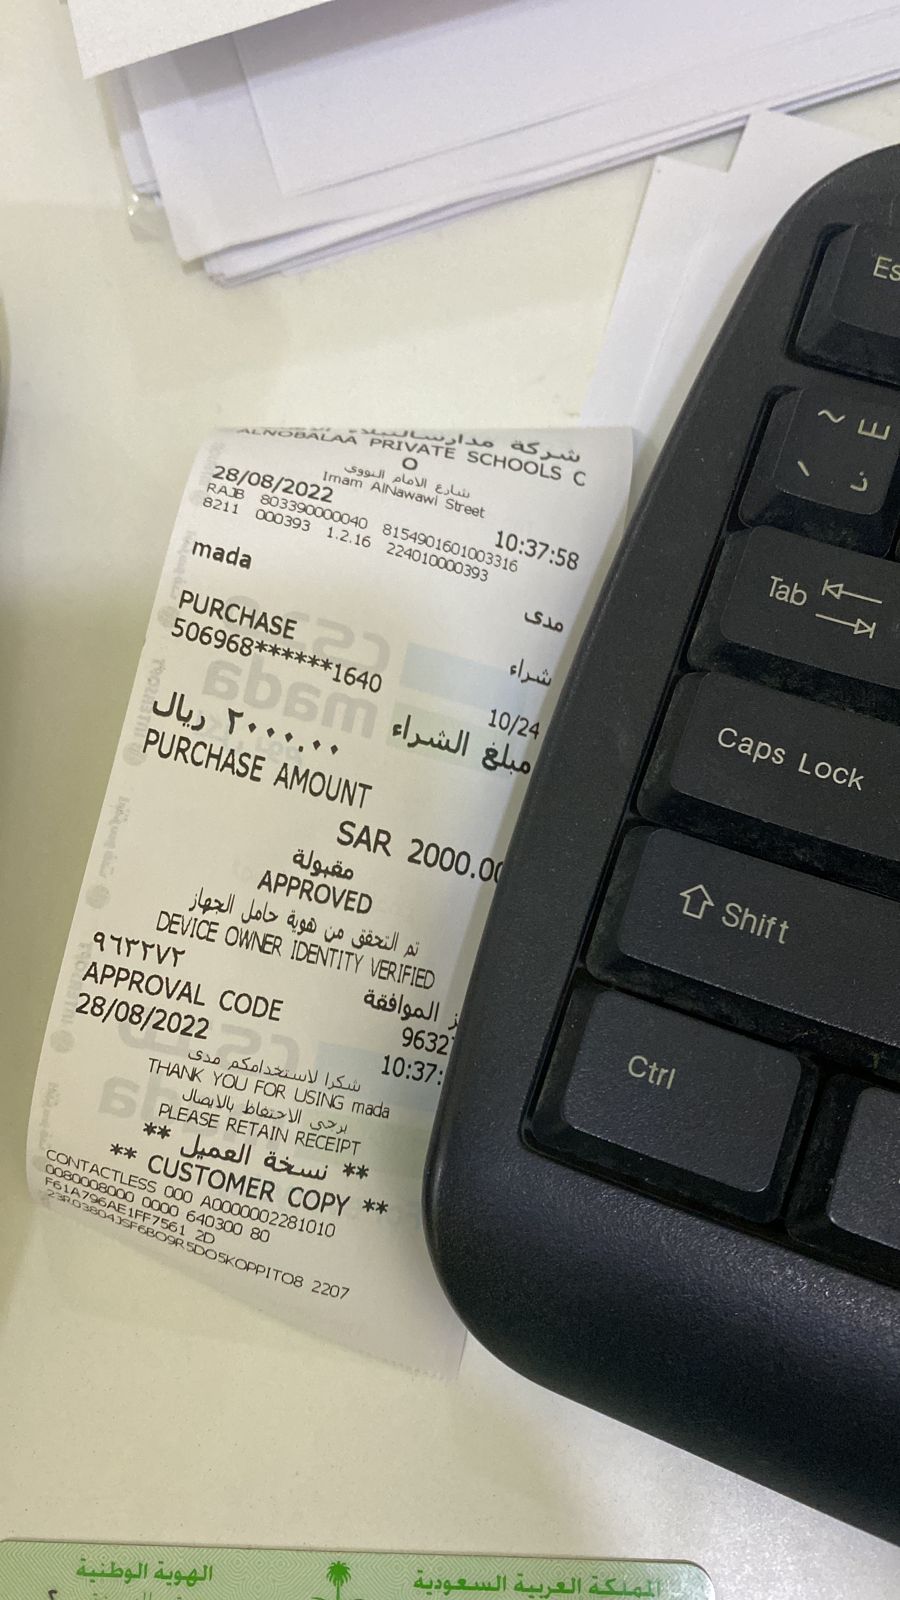 شركة مدارس
ALNOBALAA PRIVATE SCHOOLS C
O
شارع الامام النووي
Imam AlNawawi Street
28/08/2022 10:37:58
RAJB 803390000040 8154901601003316
8211 000393 1.2.16 224010000393
mada مدى
PURCHASE شراء
506968******1640 10/24
مبلغ الشراء ٢٠٠٠.٠٠ ريال
PURCHASE AMOUNT
SAR 2000.00
مقبولة
APPROVED
تم التحقق من هوية حامل الجهاز
DEVICE OWNER IDENTITY VERIFIED
الموافقة ٩٦٣٢٧٢
APPROVAL CODE 9632
28/08/2022 10:37:
شكرا لاستخدامكم مدى
THANK YOU FOR USING mada
يرجى الاحتفاظ بالايصال
PLEASE RETAIN RECEIPT
** نسخة العميل **
** CUSTOMER COPY **
CONTACTLESS 000 A0000002281010
0080008000 0000 640300 80
F61A796AE1FF7561 2D
2207
Es
Tab
Caps Lock
Shift
Ctrl
المملكة العربية السعودية
الهوية الوطنية